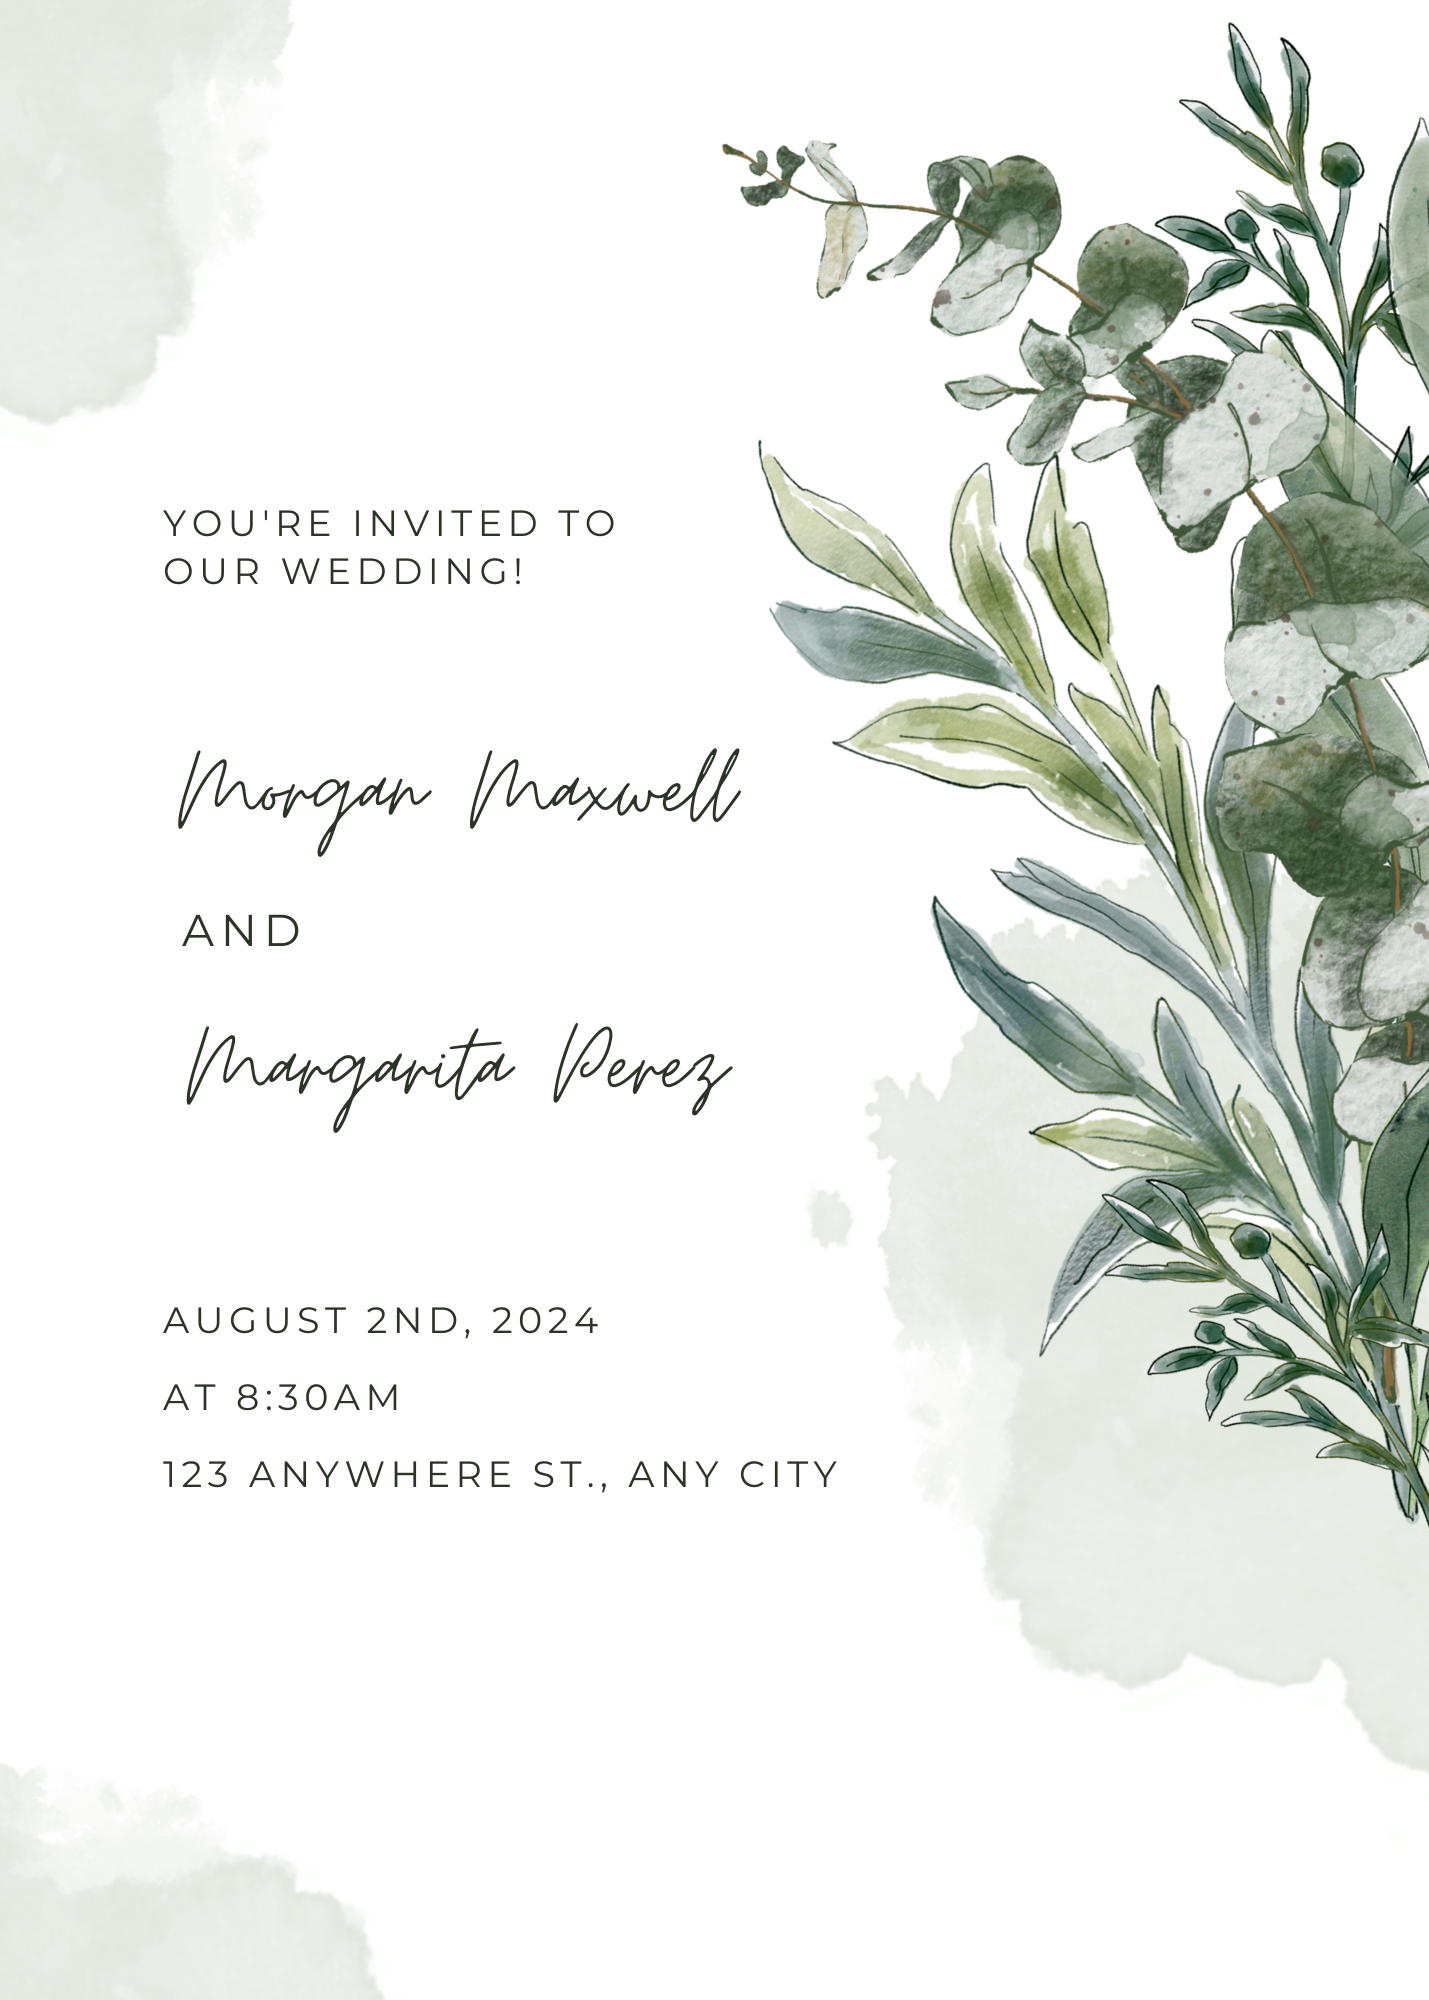 YOU'RE INVITED TO
OUR WEDDING!
Morgan Maxwell
AND
Margarita Perez
AUGUST 2ND, 2024
AT 8:30AM
123 ANYWHERE ST., ANY CITY